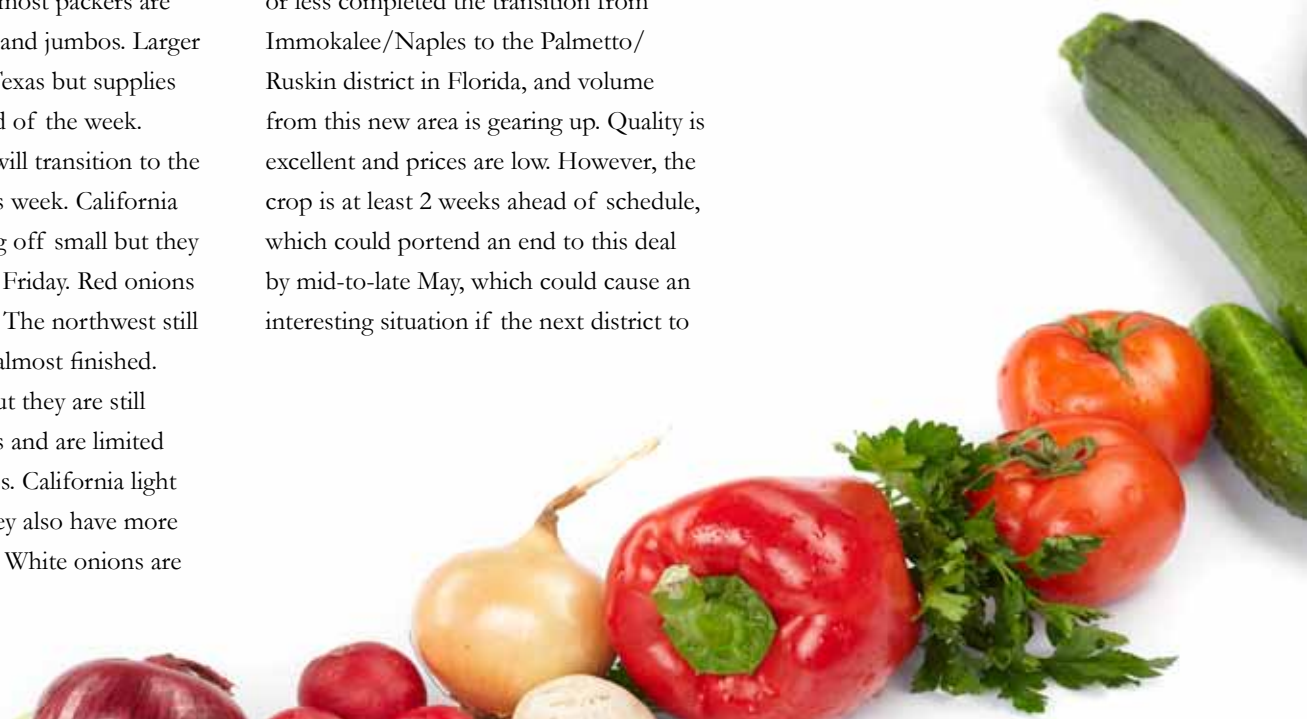 most packers are
and jumbos. Larger
Texas but supplies
of the week.
will transition to the
week. California
off small but they
Friday. Red onions
The northwest still
almost finished.
they are still
and are limited
California light
also have more
White onions are
or less completed the transition from
Immokalee/Naples to the Palmetto/
Ruskin district in Florida, and volume
from this new area is gearing up. Quality is
excellent and prices are low. However, the
crop is at least 2 weeks ahead of schedule,
which could portend an end to this deal
by mid-to-late May, which could cause an
interesting situation if the next district to